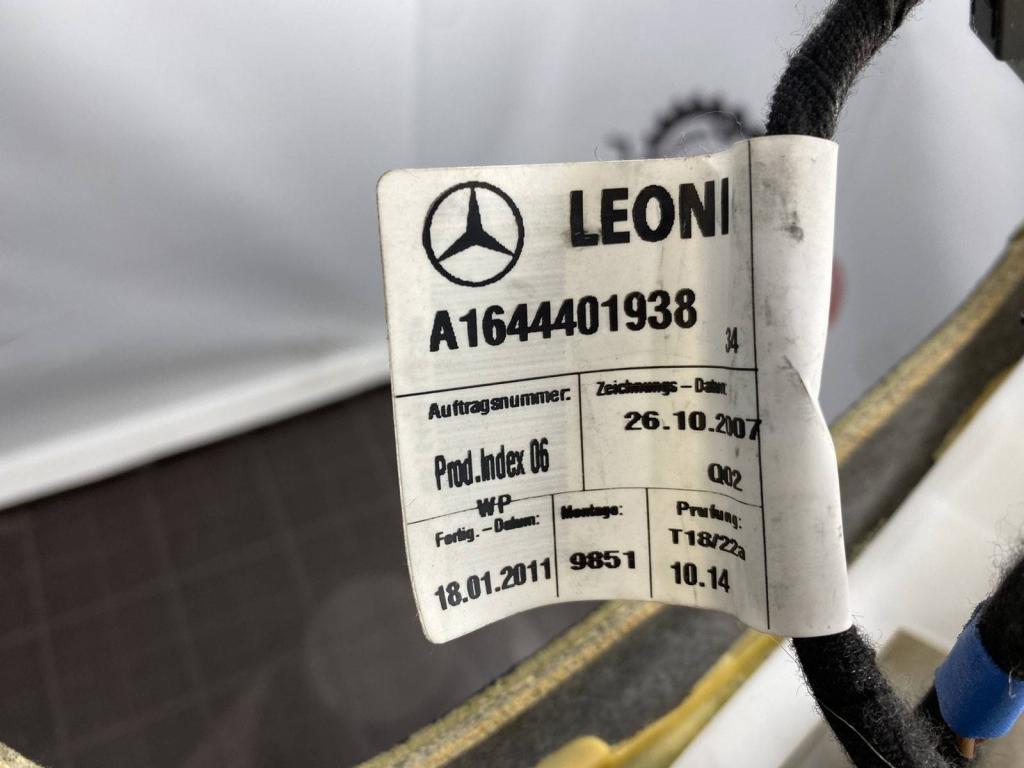 LEONI
A1644401938
34
Auftragsnummer:
Zeichnungs - Datum
26.10.2007
Prod.Index 06
Q02
WP
Fertig. - Datum:
Montage:
Prufung:
T18/22a
18.01.2011
9851
10.14